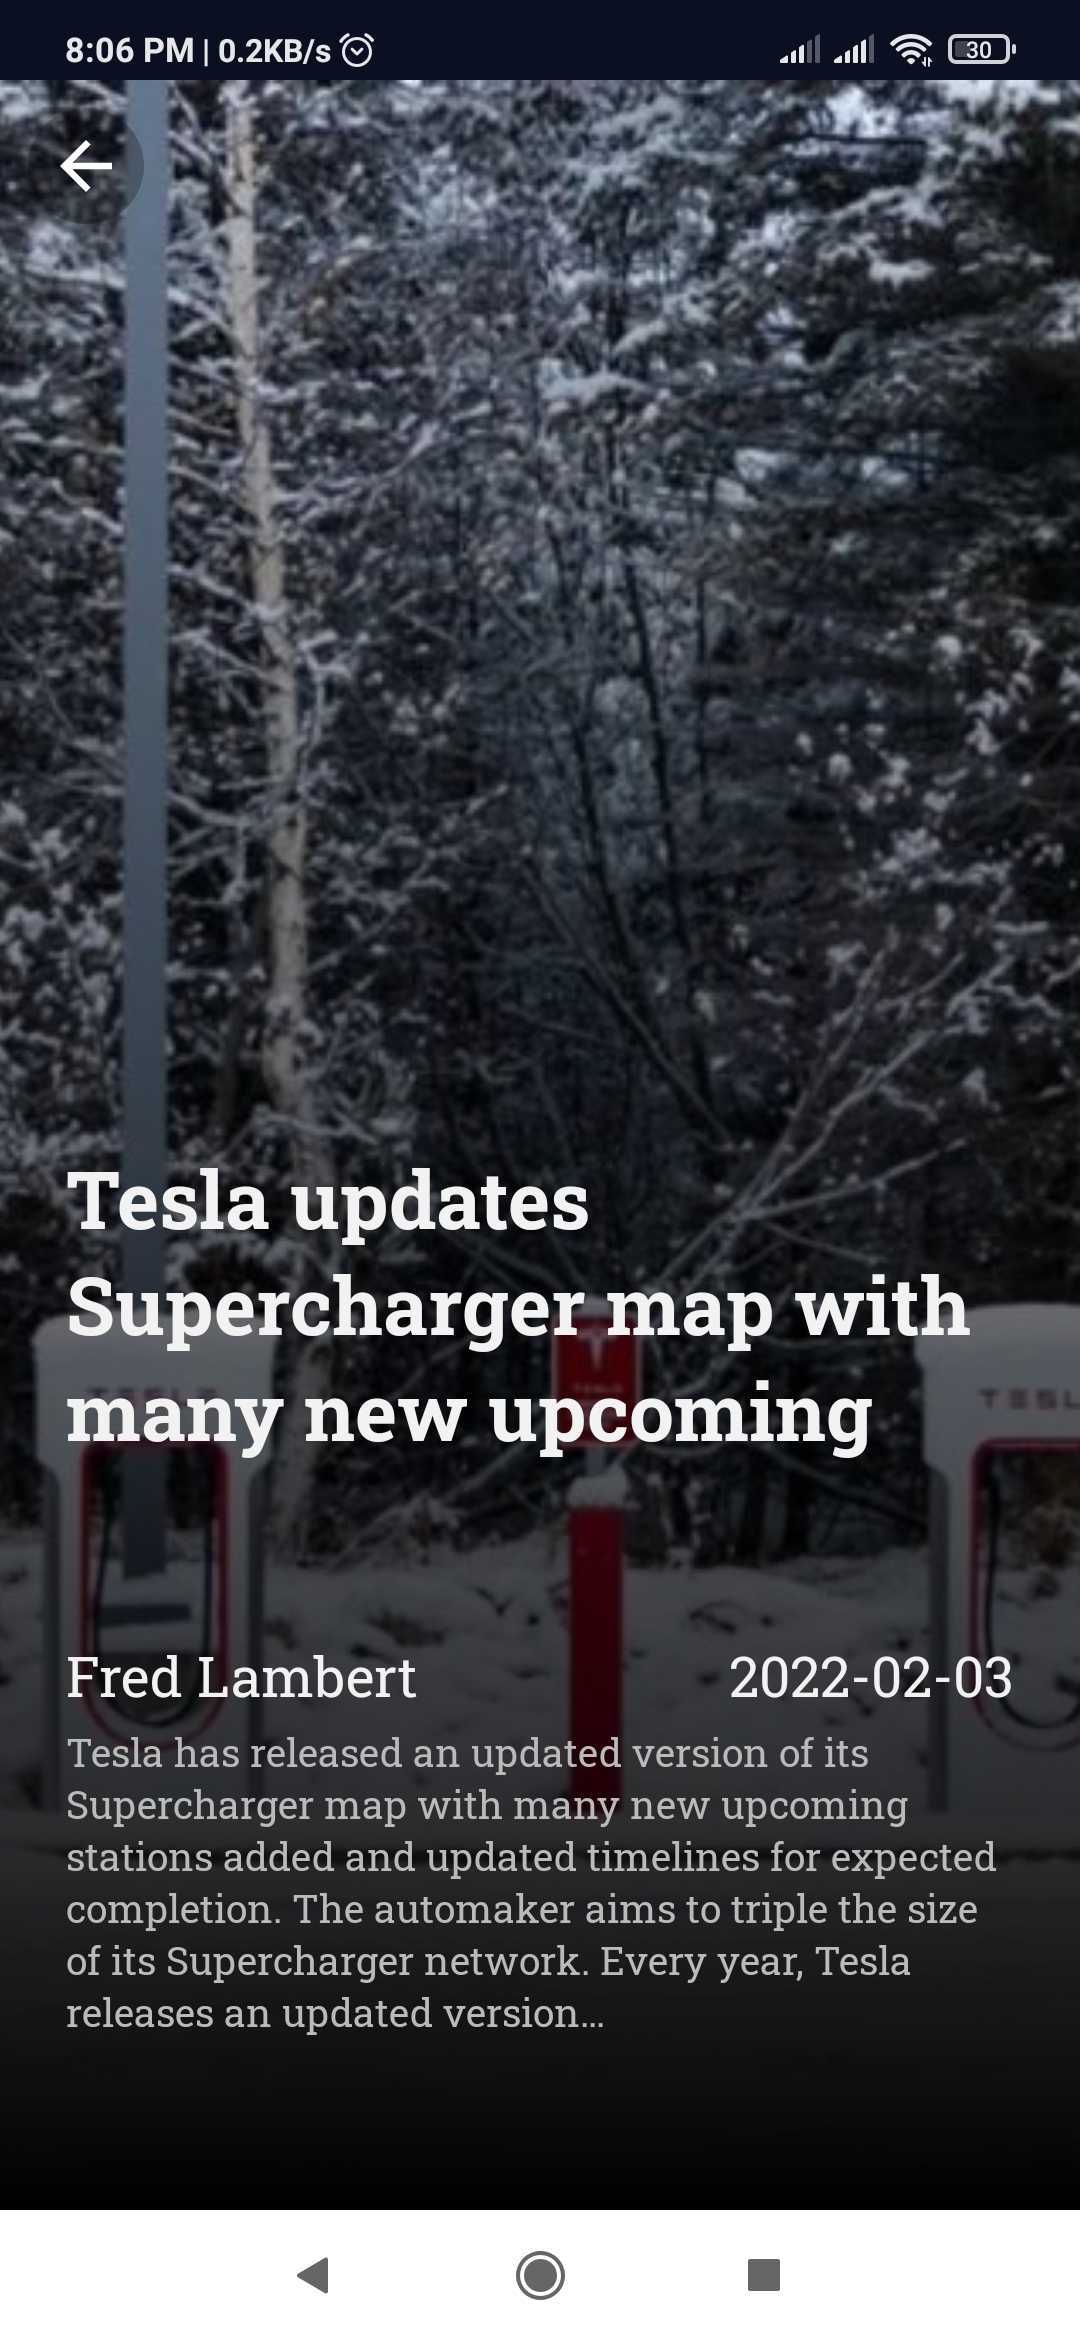 8:06 PM | 0.2KB/s
30
Tesla updates
Supercharger map with
many new upcoming
TESL
Fred Lambert
2022-02-03
Tesla has released an updated version of its
Supercharger map with many new upcoming
stations added and updated timelines for expected
completion. The automaker aims to triple the size
of its Supercharger network. Every year, Tesla
releases an updated version...